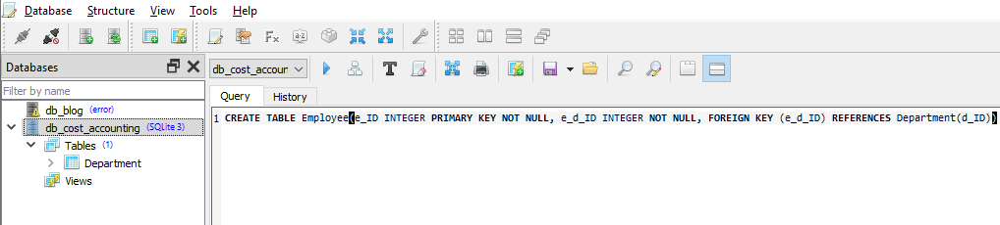 Database Structure View Tools Help
Databases
db_cost_accour
Filter by name
Query History
db_blog (error)
db_cost_accounting (SQLite 3)
Tables (1)
Department
Views
1 CREATE TABLE Employee(e_ID INTEGER PRIMARY KEY NOT NULL, e_d_ID INTEGER NOT NULL, FOREIGN KEY (e_d_ID) REFERENCES Department(d_ID))